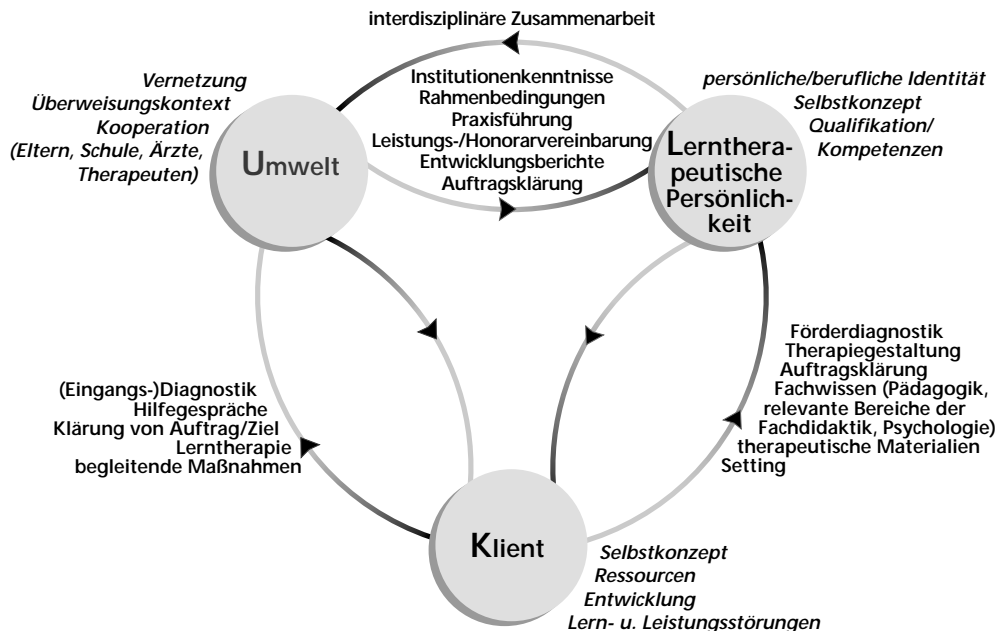 interdisziplinäre Zusammenarbeit
Vernetzung
Überweisungskontext
Kooperation
(Eltern, Schule, Ärzte,
Therapeuten)
Umwelt
Institutionenkenntnisse
Rahmenbedingungen
Praxisführung
Leistungs-/Honorarvereinbarung
Entwicklungsberichte
Auftragsklärung
persönliche/berufliche Identität
Selbstkonzept
Qualifikation/
Kompetenzen
Lernthera-
peutische
Persönlich-
keit
(Eingangs-)Diagnostik
Hilfegespräche
Klärung von Auftrag/Ziel
Lerntherapie
begleitende Maßnahmen
Förderdiagnostik
Therapiegestaltung
Auftragsklärung
Fachwissen (Pädagogik,
relevante Bereiche der
Fachdidaktik, Psychologie)
therapeutische Materialien
Setting
Klient
Selbstkonzept
Ressourcen
Entwicklung
Lern- u. Leistungsstörungen